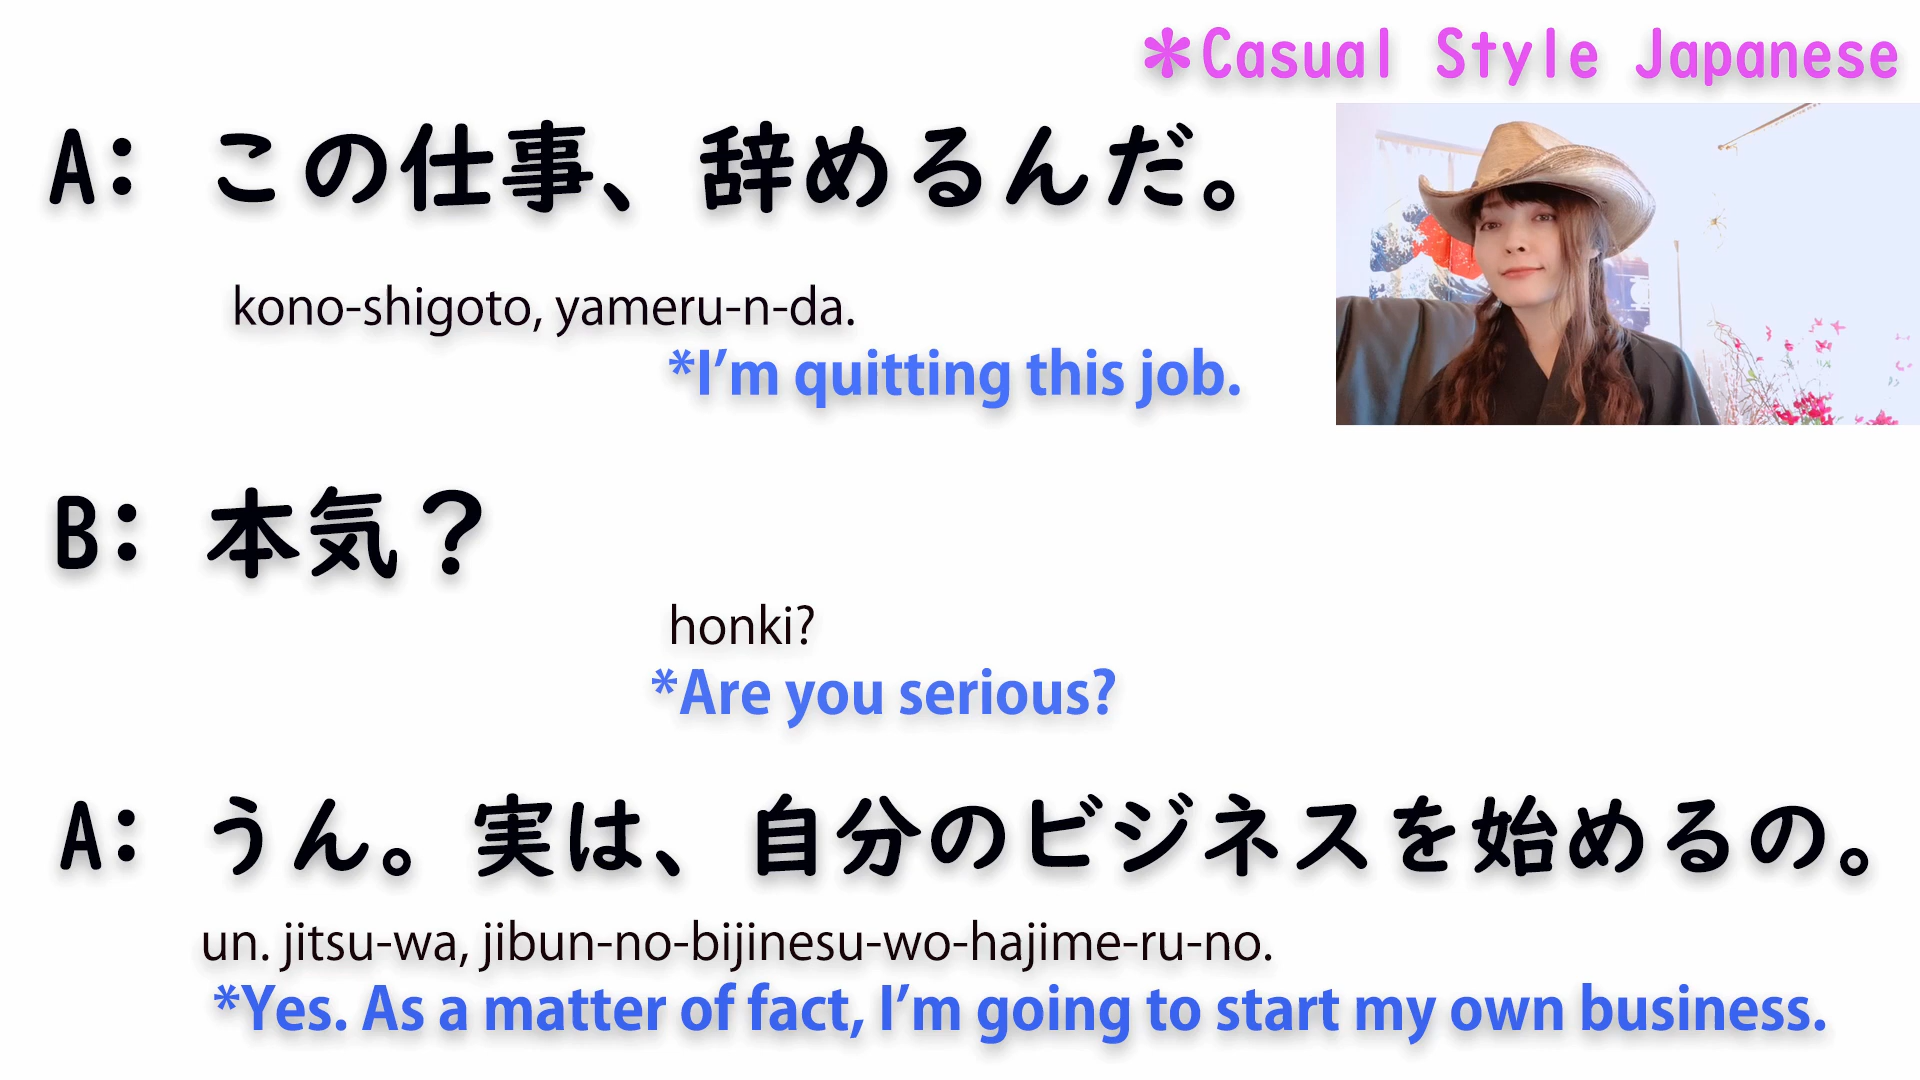 ＊Casual Style Japanese
A: この仕事、辞めるんだ。
kono-shigoto, yameru-n-da.
*I’m quitting this job.
B: 本気？
honki?
*Are you serious?
A: うん。実は、自分のビジネスを始めるの。
un. jitsu-wa, jibun-no-bijinesu-wo-hajime-ru-no.
*Yes. As a matter of fact, I’m going to start my own business.